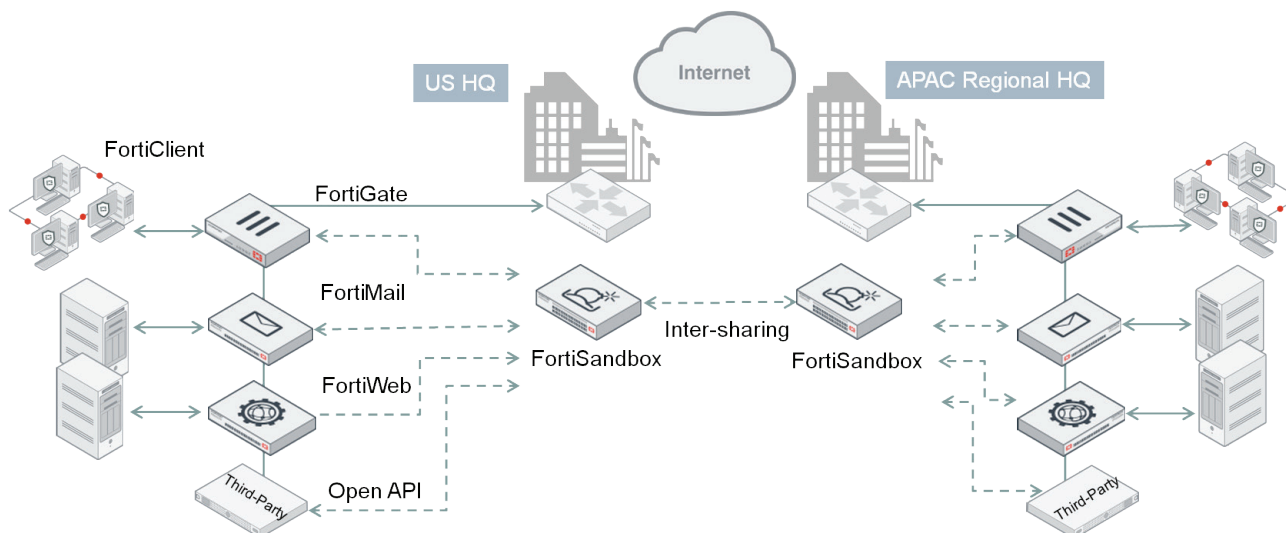 Internet
US HQ
APAC Regional HQ
FortiClient
FortiGate
FortiMail
Inter-sharing
FortiSandbox
FortiSandbox
FortiWeb
Open API
Third-Party
Third-Party